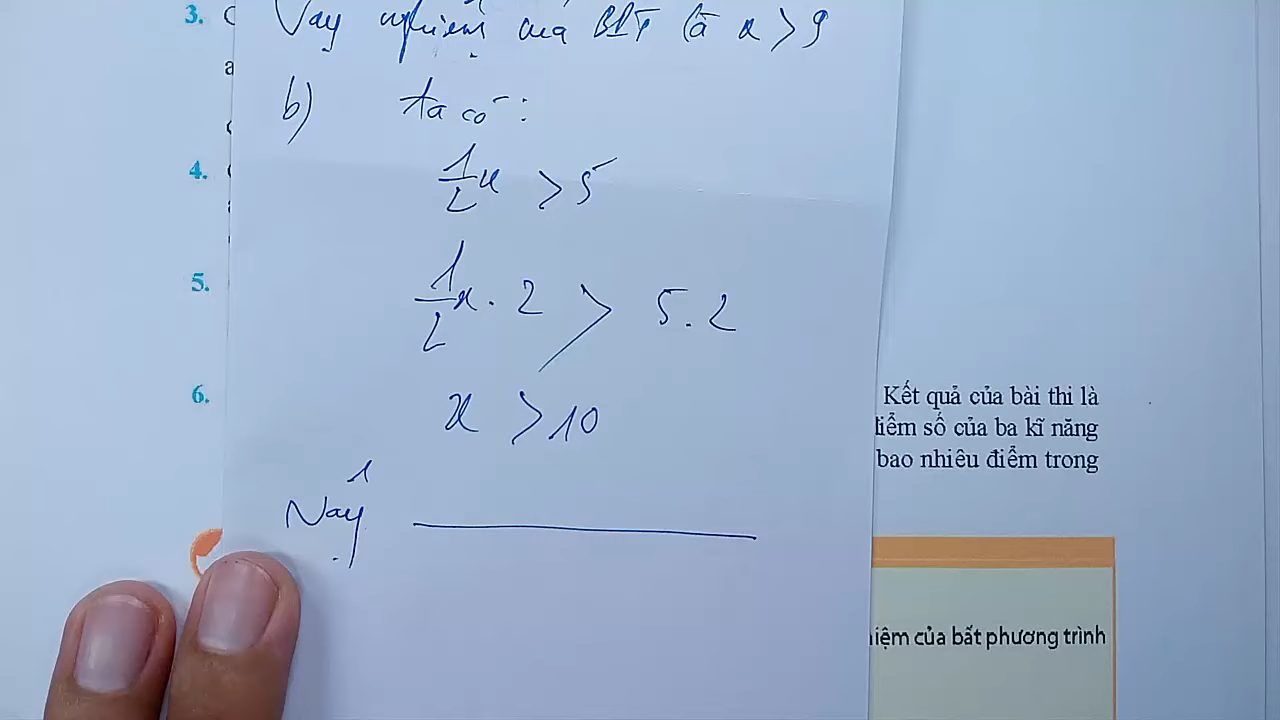 3.
Vậy nghiệm của BPT là x > 9
a
b) ta có:
4.
1/2 x > 5
5.
1/2 x . 2 > 5.2
6.
Kết quả của bài thi là
x > 10
điểm số của ba kĩ năng
bao nhiêu điểm trong
Vậy
nghiệm của bất phương trình